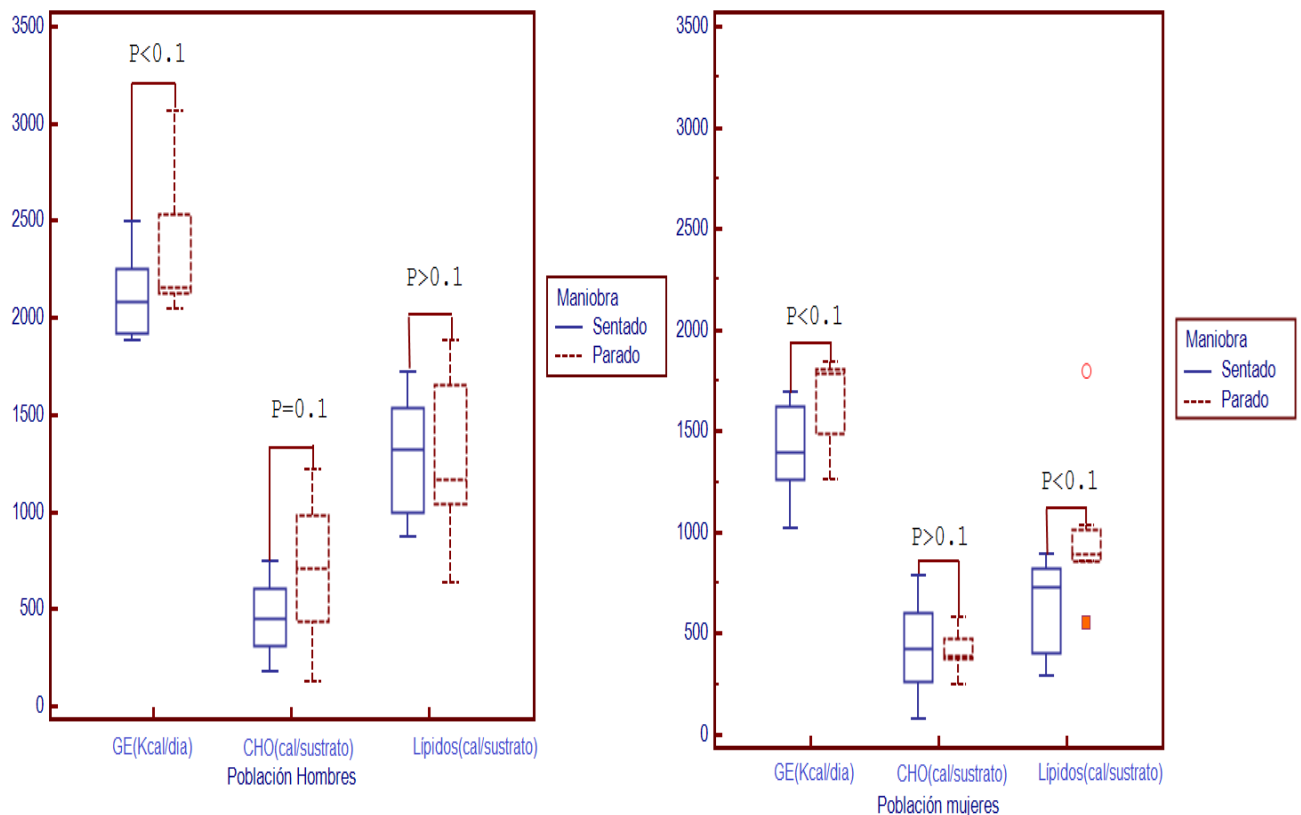 3500
3000
2500
2000
1500
1000
500
0
P<0.1
P=0.1
P>0.1
GE(Kcal/dia)
CHO(cal/sustrato)
Lípidos(cal/sustrato)
Población Hombres
Maniobra
Sentado
Parado
3500
3000
2500
2000
1500
1000
500
0
P<0.1
P>0.1
P<0.1
GE(Kcal/dia)
CHO(cal/sustrato)
Lípidos(cal/sustrato)
Población mujeres
Maniobra
Sentado
Parado